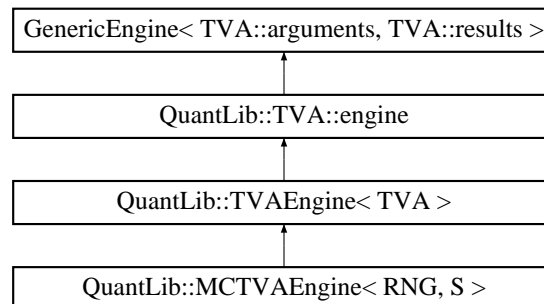 GenericEngine< TVA::arguments, TVA::results >
QuantLib::TVA::engine
QuantLib::TVAEngine< TVA >
QuantLib::MCTVAEngine< RNG, S >